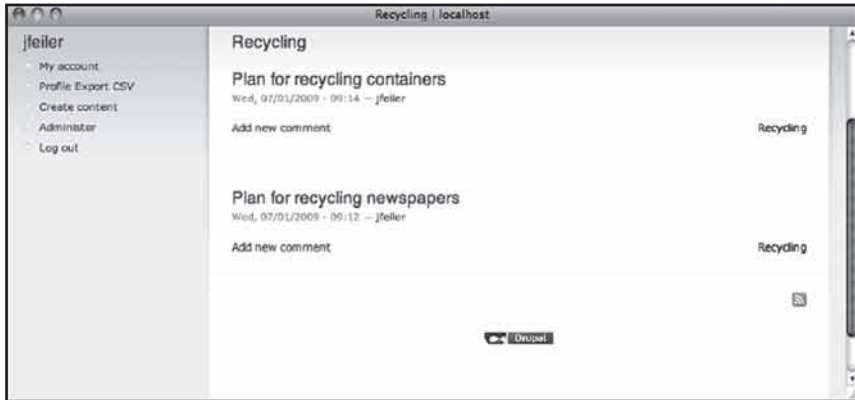 Recycling | localhost
jfeiler
My account
Profile Export CSV
Create content
Administer
Log out
Recycling
Plan for recycling containers
Wed, 07/01/2009 - 09:14 — jfeiler
Add new comment
Recycling
Plan for recycling newspapers
Wed, 07/01/2009 - 09:12 — jfeiler
Add new comment
Recycling
Drupal